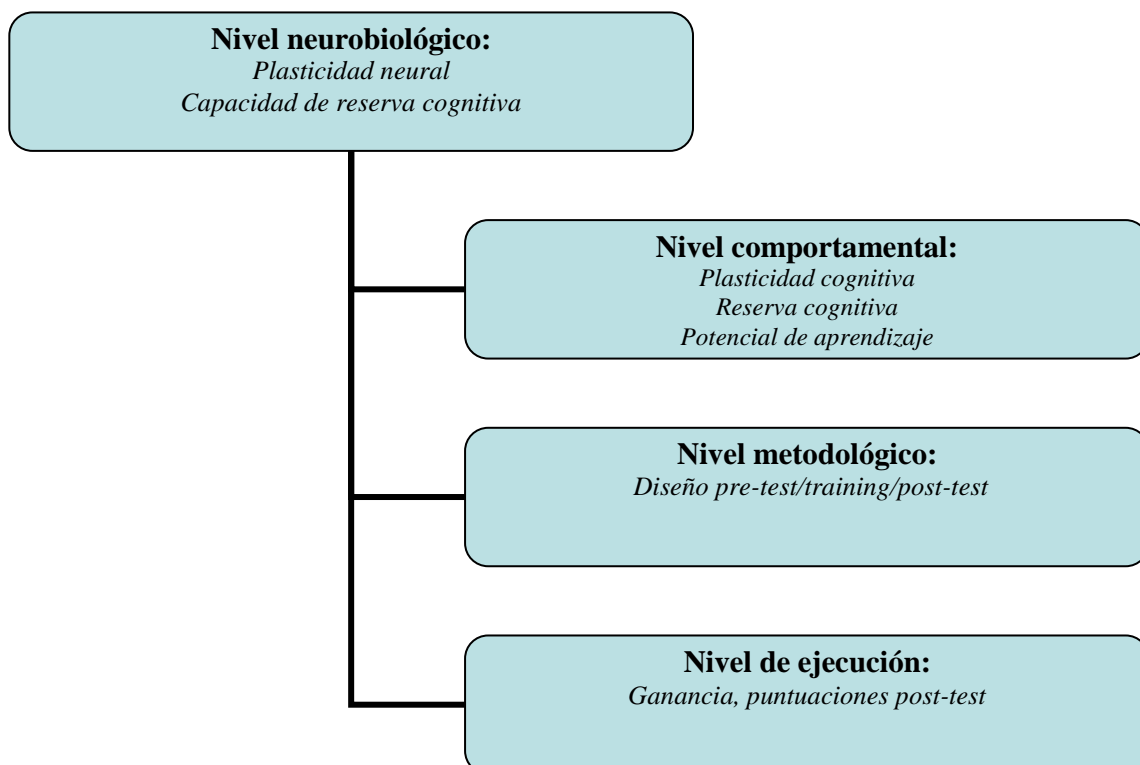 Nivel neurobiológico:
Plasticidad neural
Capacidad de reserva cognitiva
Nivel comportamental:
Plasticidad cognitiva
Reserva cognitiva
Potencial de aprendizaje
Nivel metodológico:
Diseño pre-test/training/post-test
Nivel de ejecución:
Ganancia, puntuaciones post-test